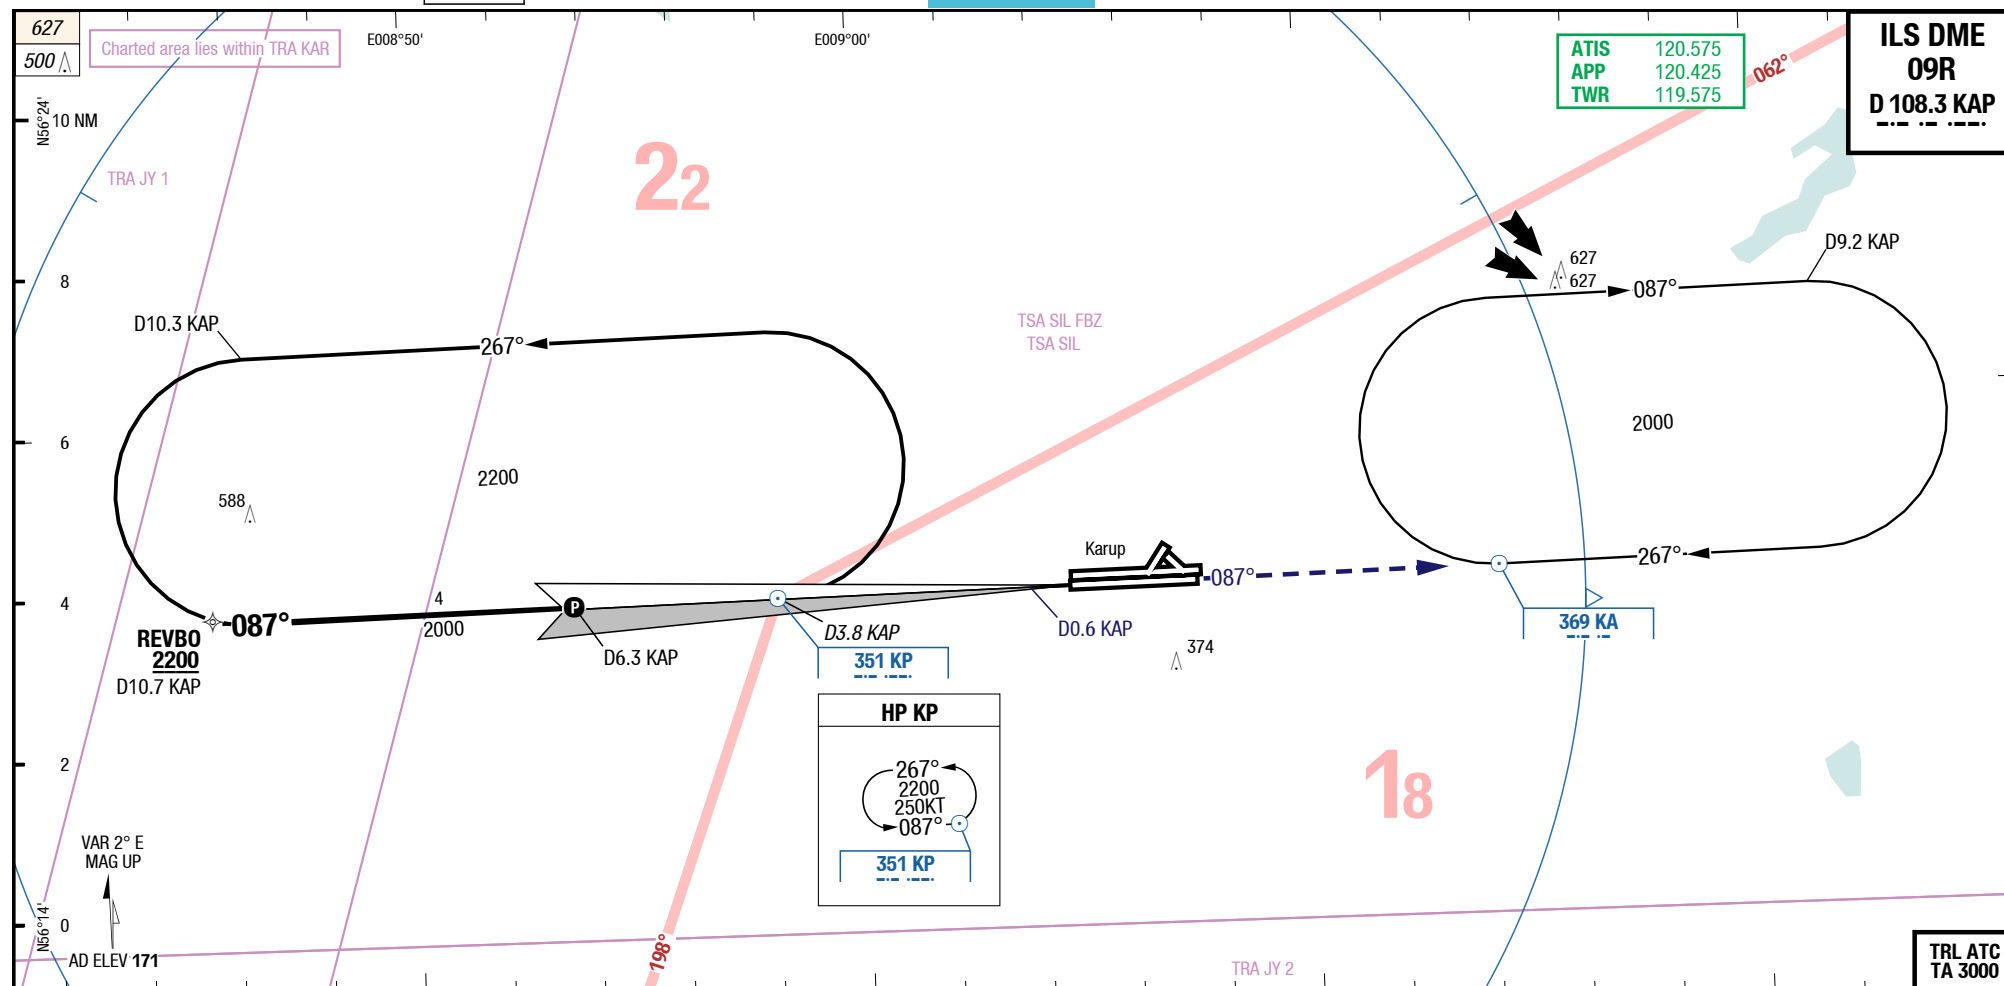 627
500
Charted area lies within TRA KAR
E008°50'
E009°00'
ATIS 120.575
APP 120.425
TWR 119.575
062°
ILS DME
09R
D 108.3 KAP
N56°24'
10 NM
TRA JY 1
22
D9.2 KAP
627
627
087°
8
D10.3 KAP
267°
TSA SIL FBZ
TSA SIL
2000
6
2200
588
Karup
267°
087°
4
4
2000
087°
P
REVBO
2200
D10.7 KAP
D6.3 KAP
D3.8 KAP
351 KP
D0.6 KAP
374
369 KA
HP KP
267°
2200
250KT
087°
351 KP
18
2
VAR 2° E
MAG UP
N56°14'
0
AD ELEV 171
198°
TRA JY 2
TRL ATC
TA 3000